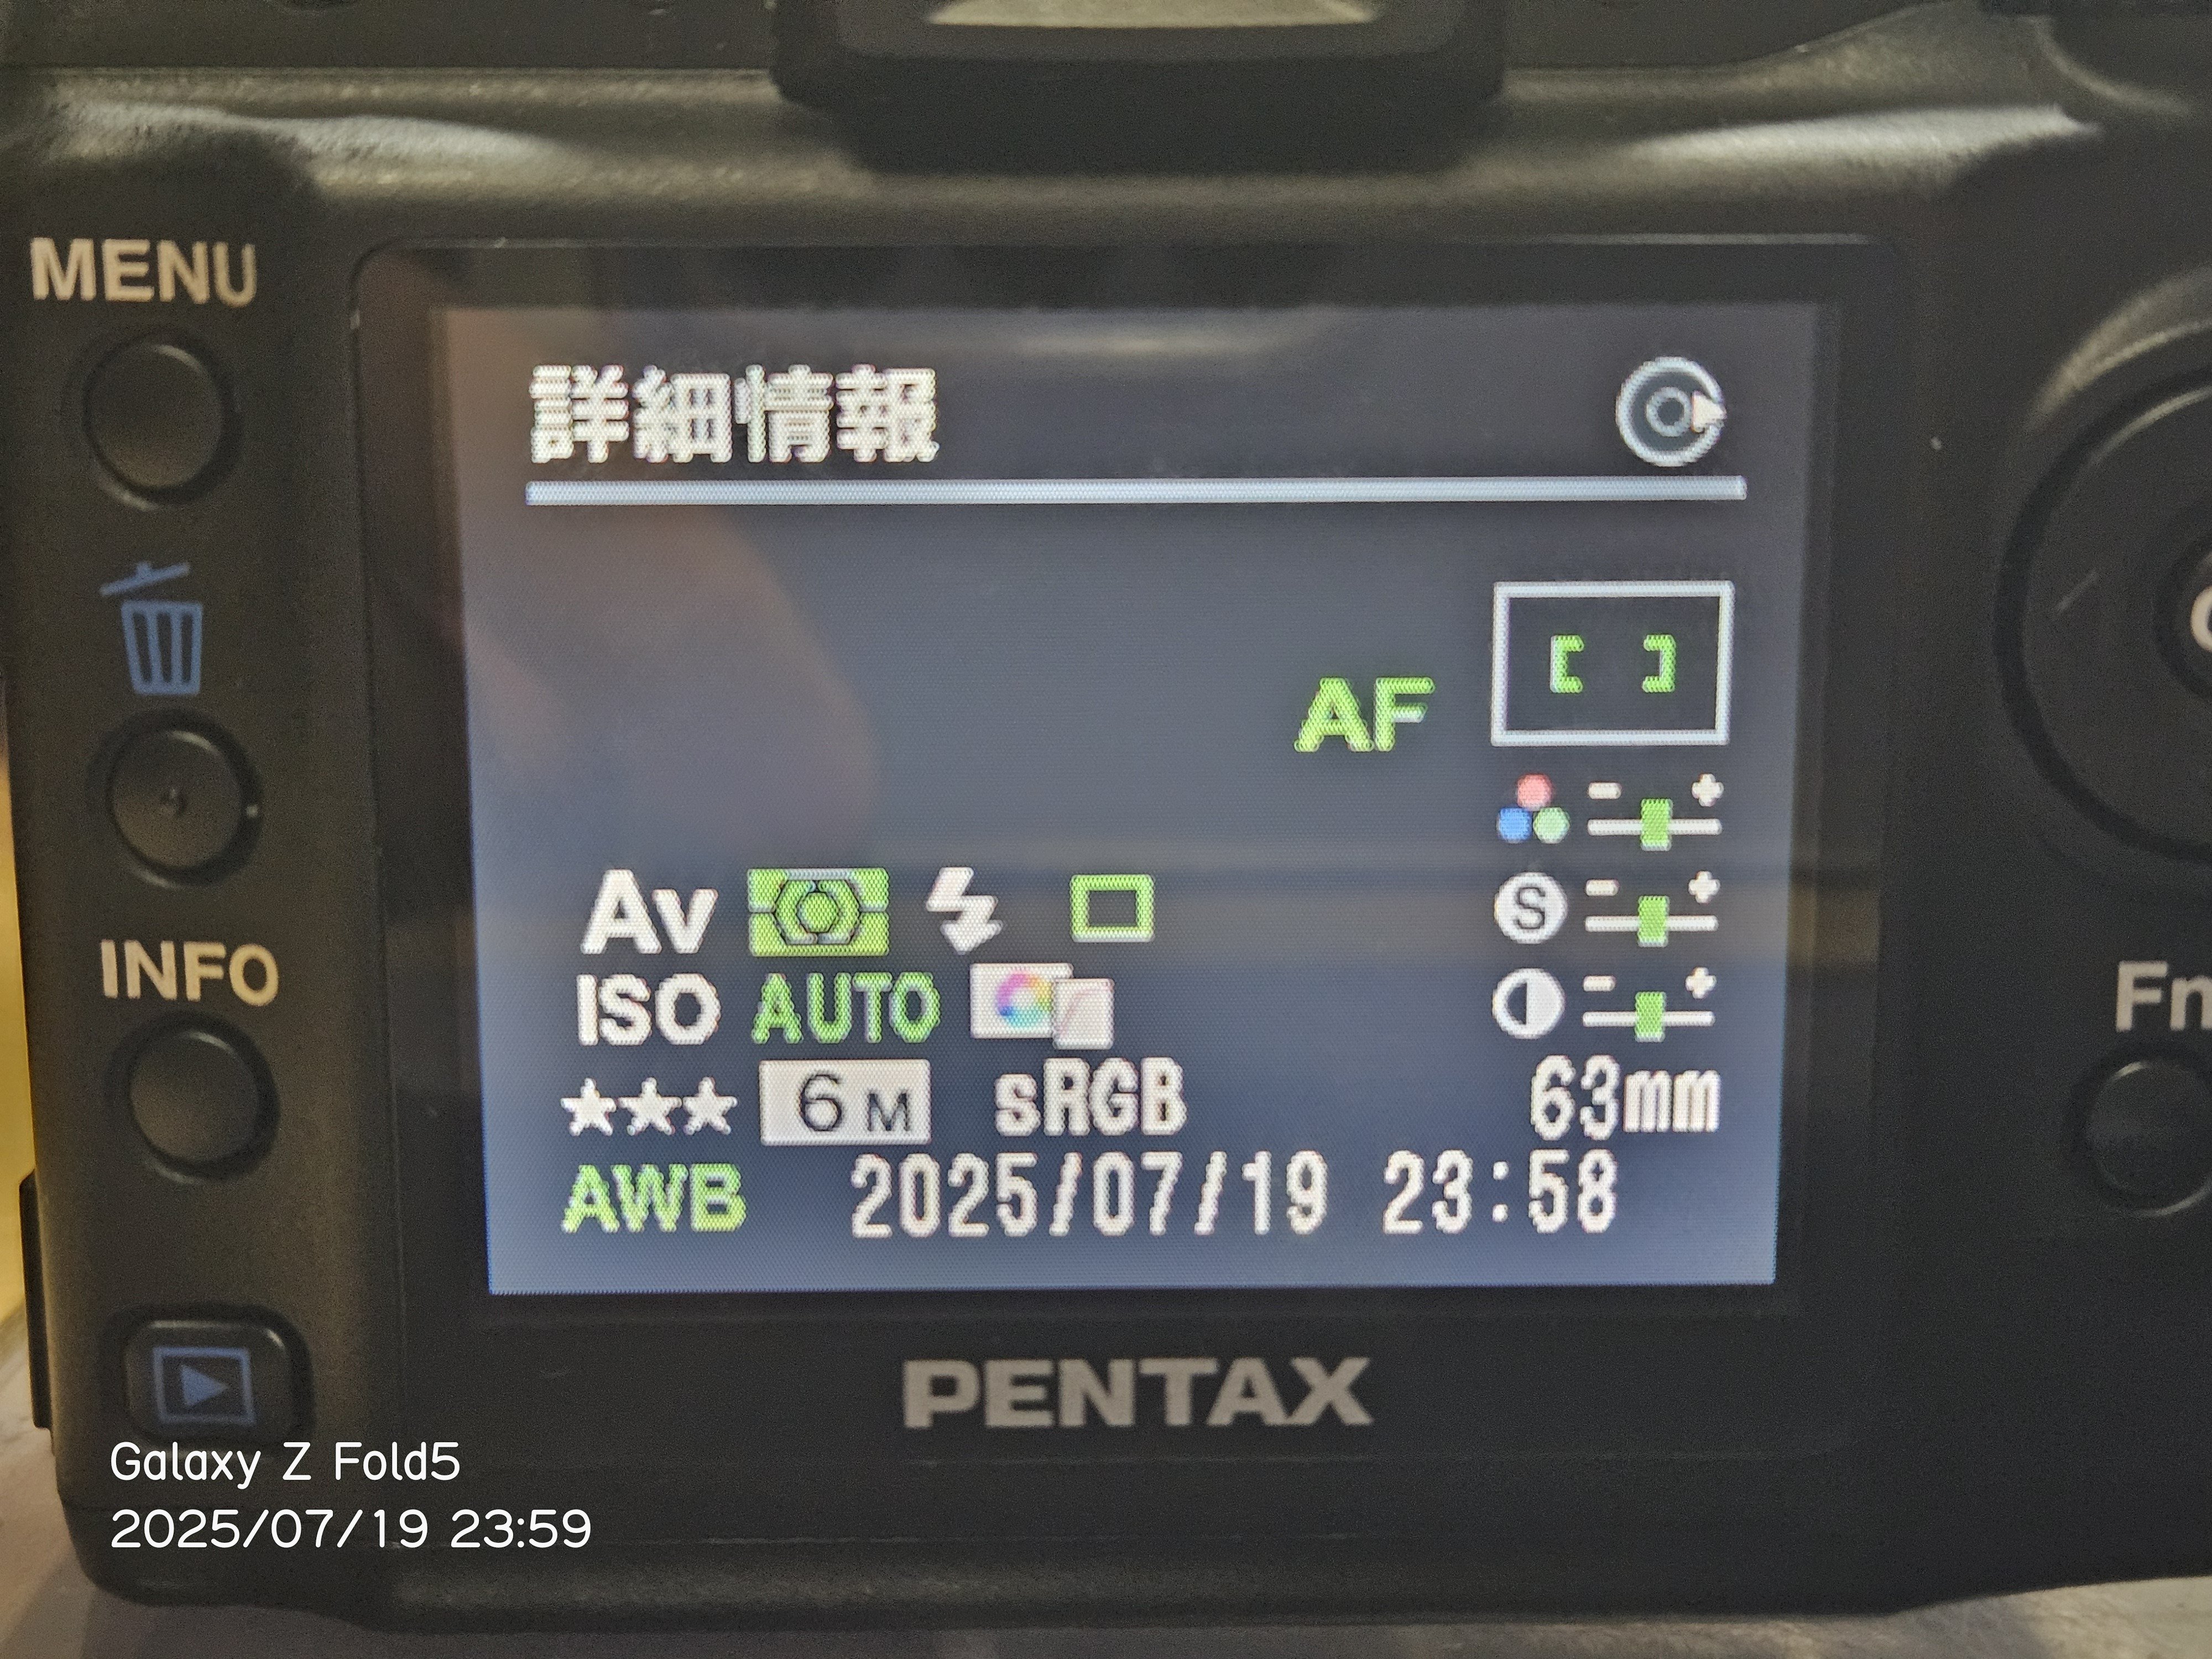 MENU
詳細情報
AF
Av
INFO
ISO AUTO
S
Fn
★★★ 6M sRGB 63mm
AWB 2025/07/19 23:58
PENTAX
Galaxy Z Fold5
2025/07/19 23:59